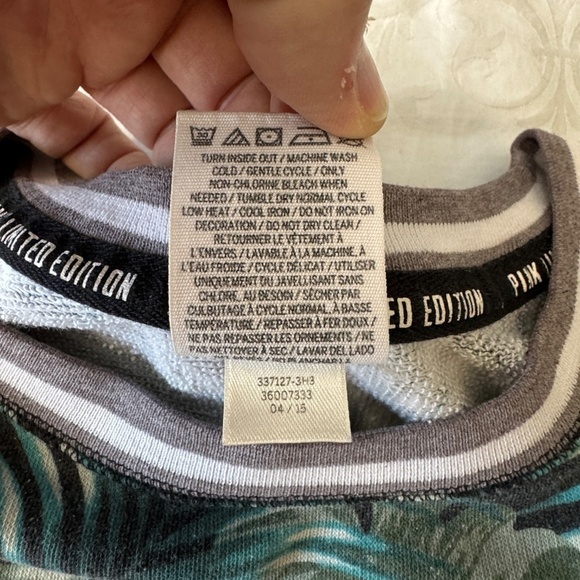 30
TURN INSIDE OUT / MACHINE WASH
COLD / GENTLE CYCLE / ONLY
NON-CHLORINE BLEACH WHEN
NEEDED / TUMBLE DRY NORMAL CYCLE
LOW HEAT / COOL IRON / DO NOT IRON ON
DECORATION / DO NOT DRY CLEAN /
RETOURNER LE VÊTEMENT À
L'ENVERS / LAVABLE À LA MACHINE, À
L'EAU FROIDE / CYCLE DÉLICAT / UTILISER
UNIQUEMENT DU JAVELLISANT SANS
CHLORE, AU BESOIN / SÉCHER PAR
CULBUTAGE À CYCLE NORMAL, À BASSE
TEMPÉRATURE / REPASSER À FER DOUX /
NE PAS REPASSER LES ORNEMENTS / NE
PAS NETTOYER À SEC / LAVAR DEL LADO
NO PLANCHAR LA
337127-3H3
36007333
04 / 15
LIMITED EDITION
ED EDITION
PINK